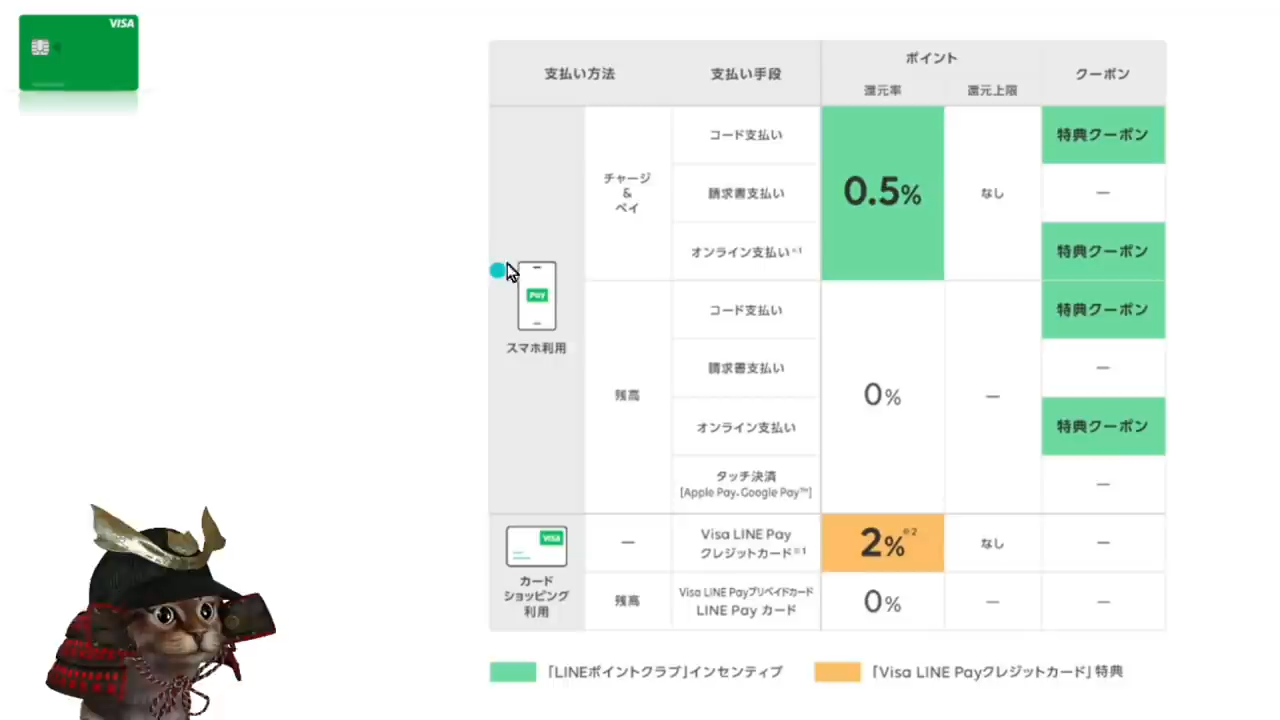 VISA
支払い方法
支払い手段
ポイント
還元率
還元上限
クーポン
スマホ利用
Pay
チャージ
&
ペイ
コード支払い
0.5%
なし
特典クーポン
請求書支払い
—
オンライン支払い※1
特典クーポン
残高
コード支払い
0%
—
特典クーポン
請求書支払い
—
オンライン支払い
特典クーポン
タッチ決済
[Apple Pay、Google Pay™]
—
VISA
カード
ショッピング
利用
—
Visa LINE Pay
クレジットカード※1
2%※2
なし
—
残高
Visa LINE Payプリペイドカード
LINE Pay カード
0%
—
—
「LINEポイントクラブ」インセンティブ
「Visa LINE Payクレジットカード」特典